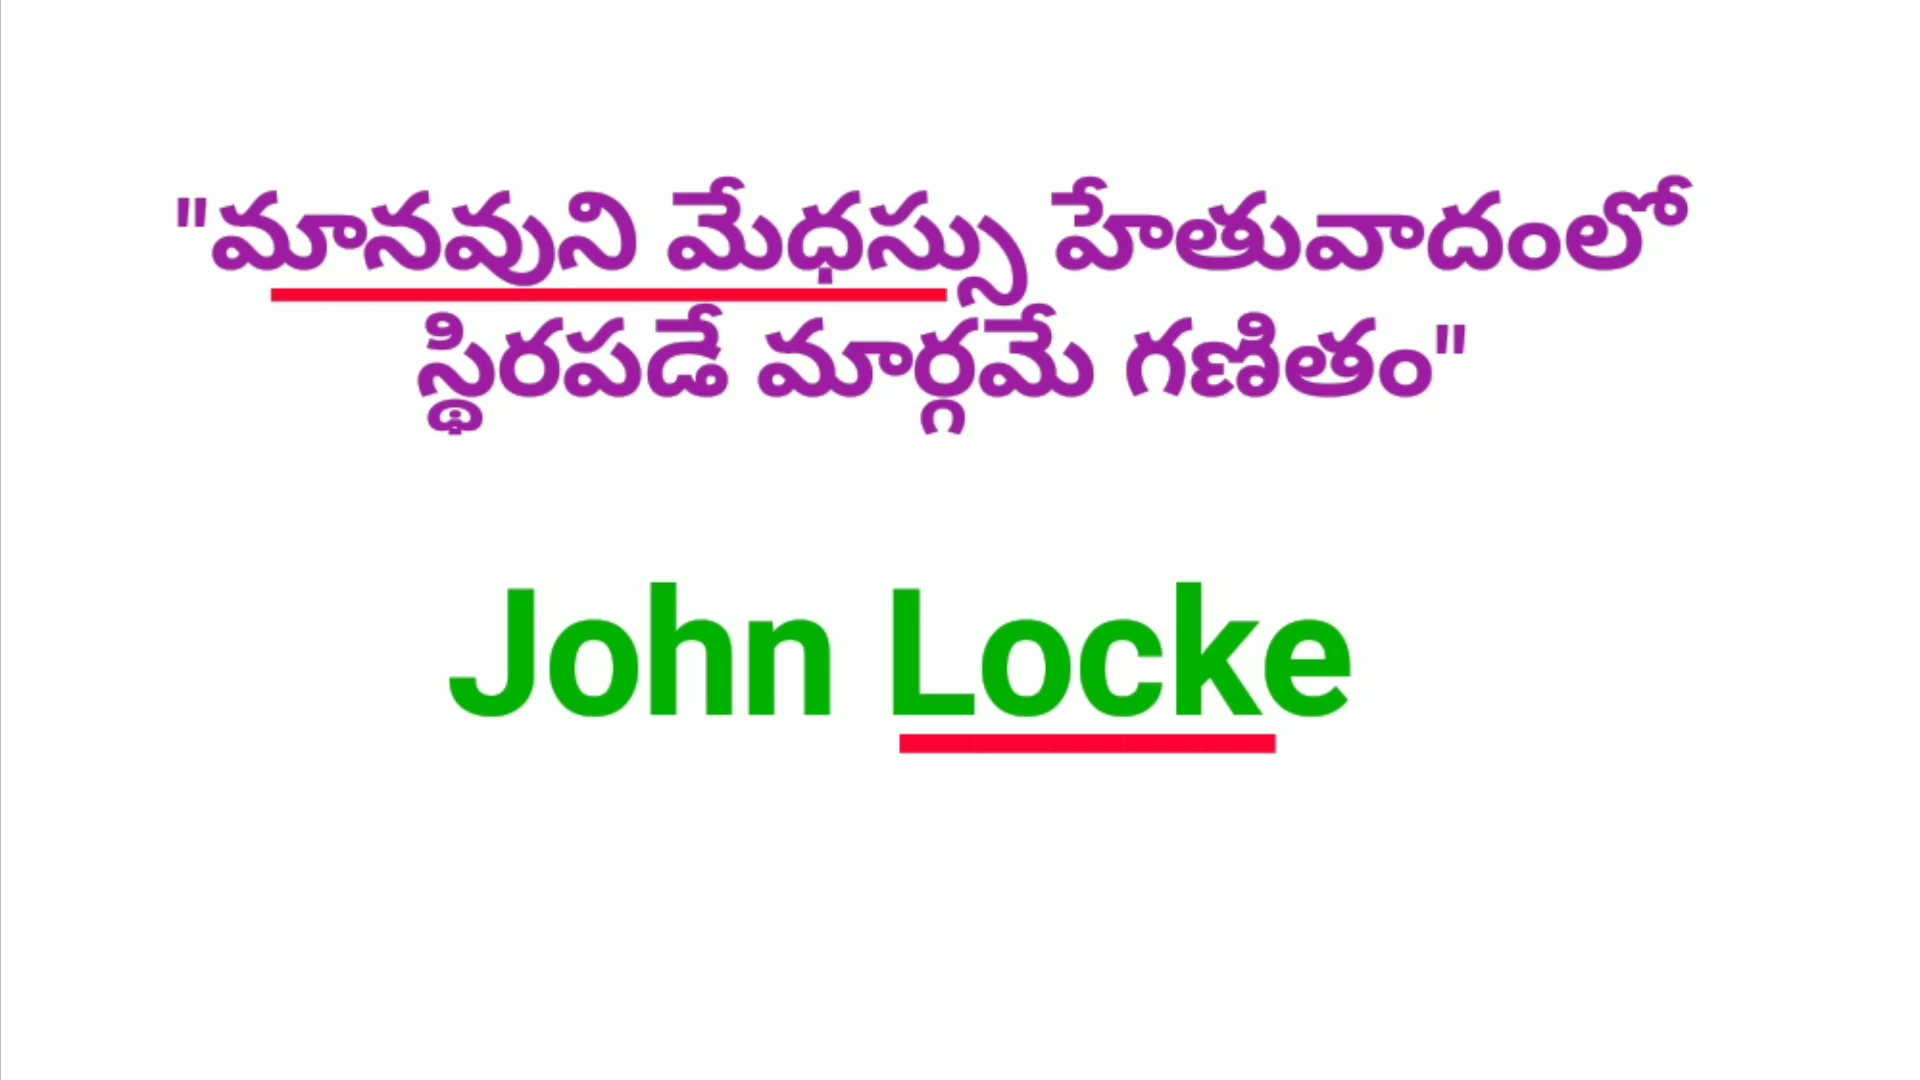 "మానవుని మేధస్సు హేతువాదంలో
స్థిరపడే మార్గమే గణితం"
John Locke